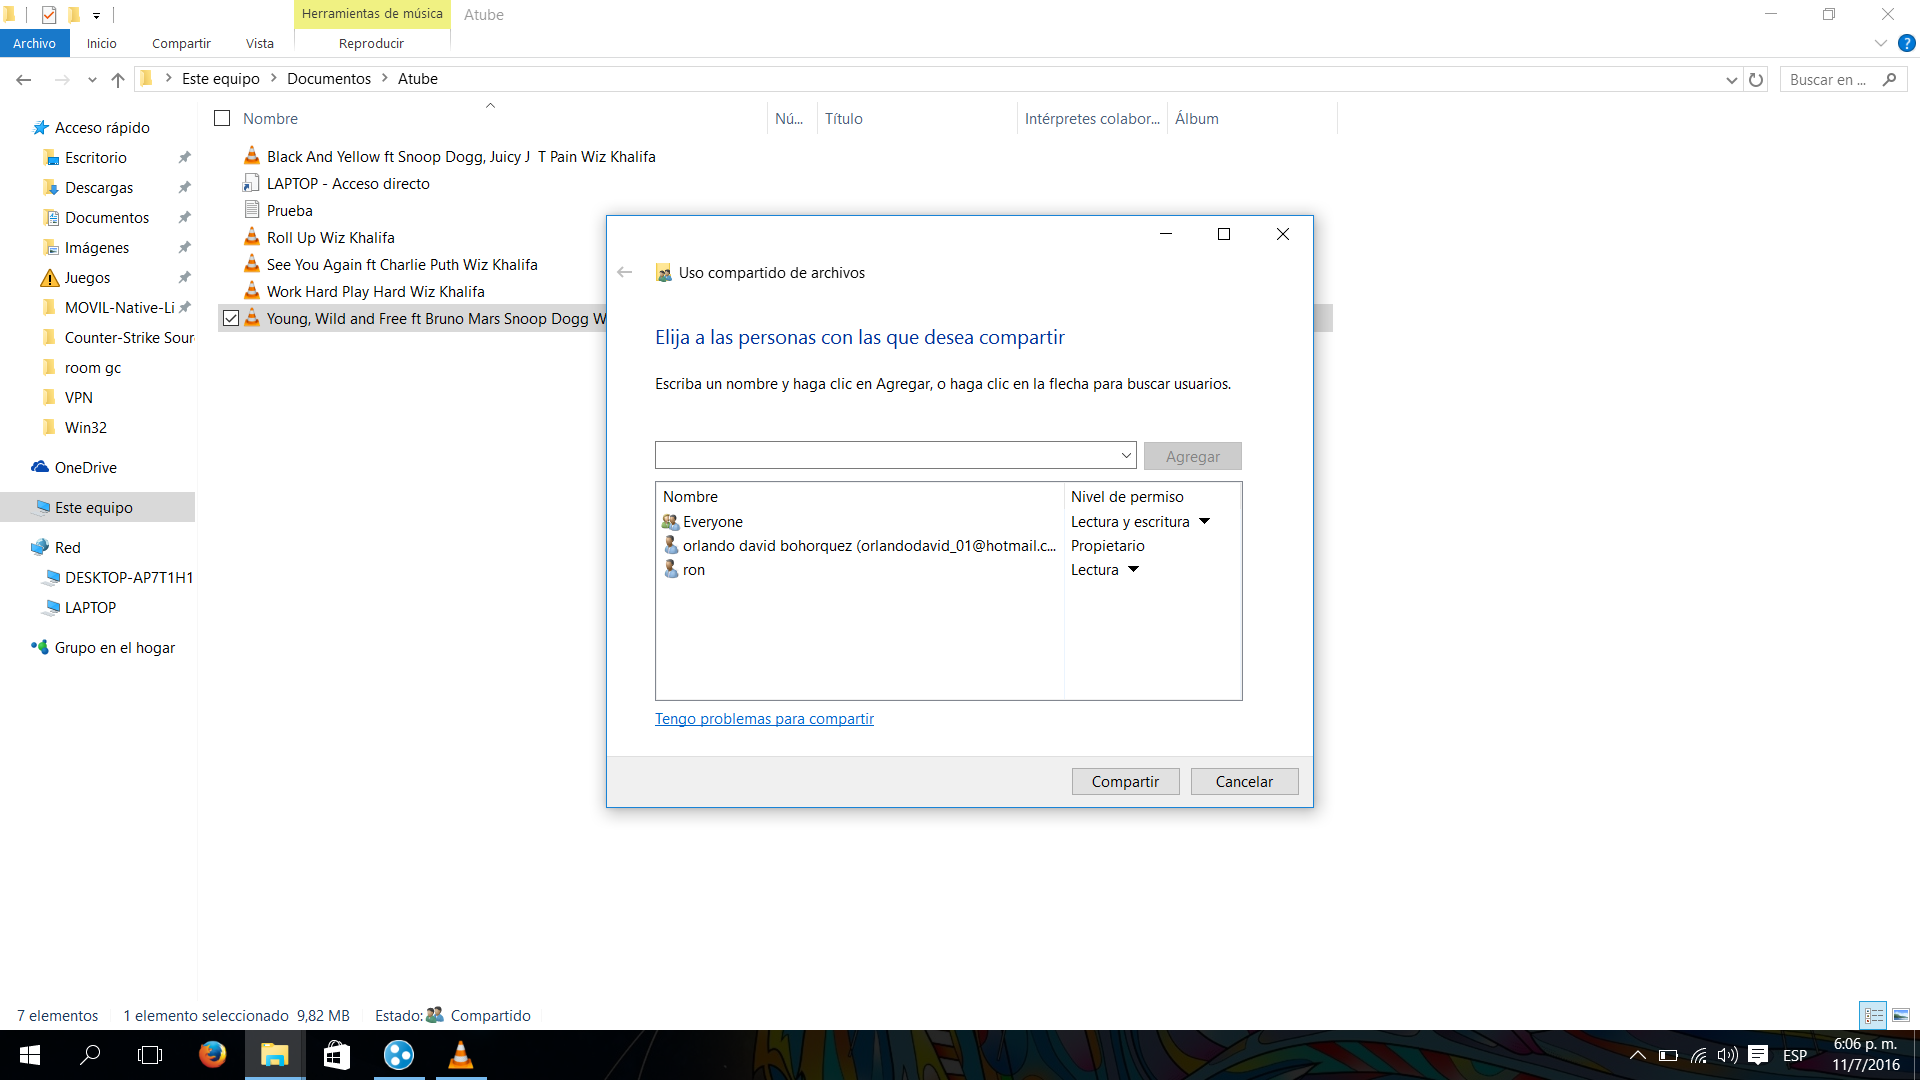 Herramientas de música
Atube
Archivo
Inicio
Compartir
Vista
Reproducir
Este equipo
Documentos
Atube
Buscar en ...
Nombre
Nú...
Título
Intérpretes colabor...
Álbum
Acceso rápido
Escritorio
Descargas
Documentos
Imágenes
Juegos
MOVIL-Native-Li
Counter-Strike Sour
room gc
VPN
Win32
OneDrive
Este equipo
Red
DESKTOP-AP7T1H1
LAPTOP
Grupo en el hogar
Black And Yellow ft Snoop Dogg, Juicy J  T Pain Wiz Khalifa
LAPTOP - Acceso directo
Prueba
Roll Up Wiz Khalifa
See You Again ft Charlie Puth Wiz Khalifa
Work Hard Play Hard Wiz Khalifa
Young, Wild and Free ft Bruno Mars Snoop Dogg W
Uso compartido de archivos
Elija a las personas con las que desea compartir
Escriba un nombre y haga clic en Agregar, o haga clic en la flecha para buscar usuarios.
Agregar
Nombre
Nivel de permiso
Everyone
Lectura y escritura
orlando david bohorquez (orlandodavid_01@hotmail.c...
Propietario
ron
Lectura
Tengo problemas para compartir
Compartir
Cancelar
7 elementos
1 elemento seleccionado 9,82 MB
Estado: Compartido
ESP
6:06 p. m.
11/7/2016